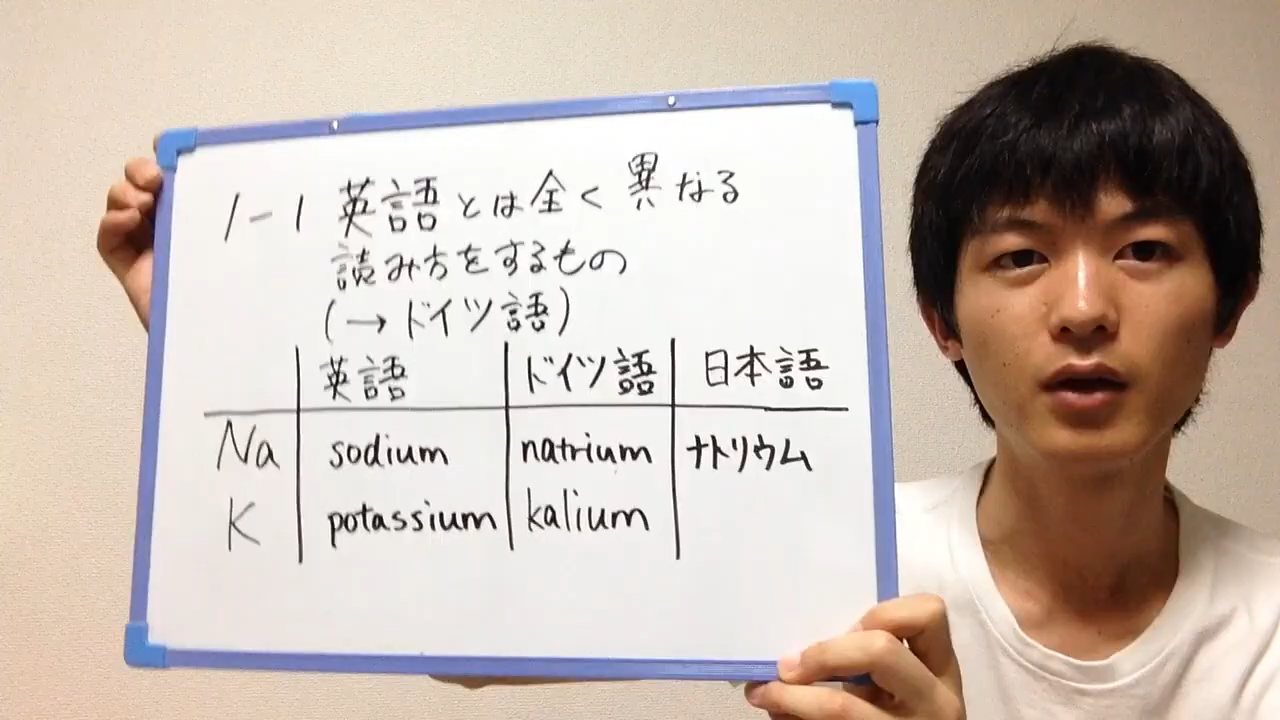 1-1 英語とは全く異なる
読み方をするもの
(→ドイツ語)
英語 ドイツ語 日本語
Na sodium natrium ナトリウム
K potassium kalium